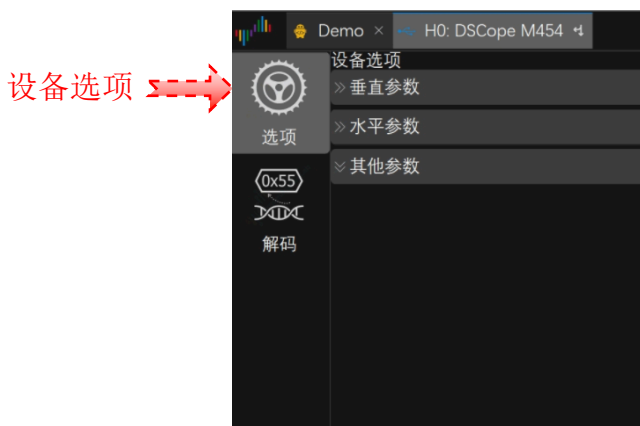 Demo × H0: DSCope M454
设备选项
设备选项
垂直参数
选项
水平参数
其他参数
0x55
解码